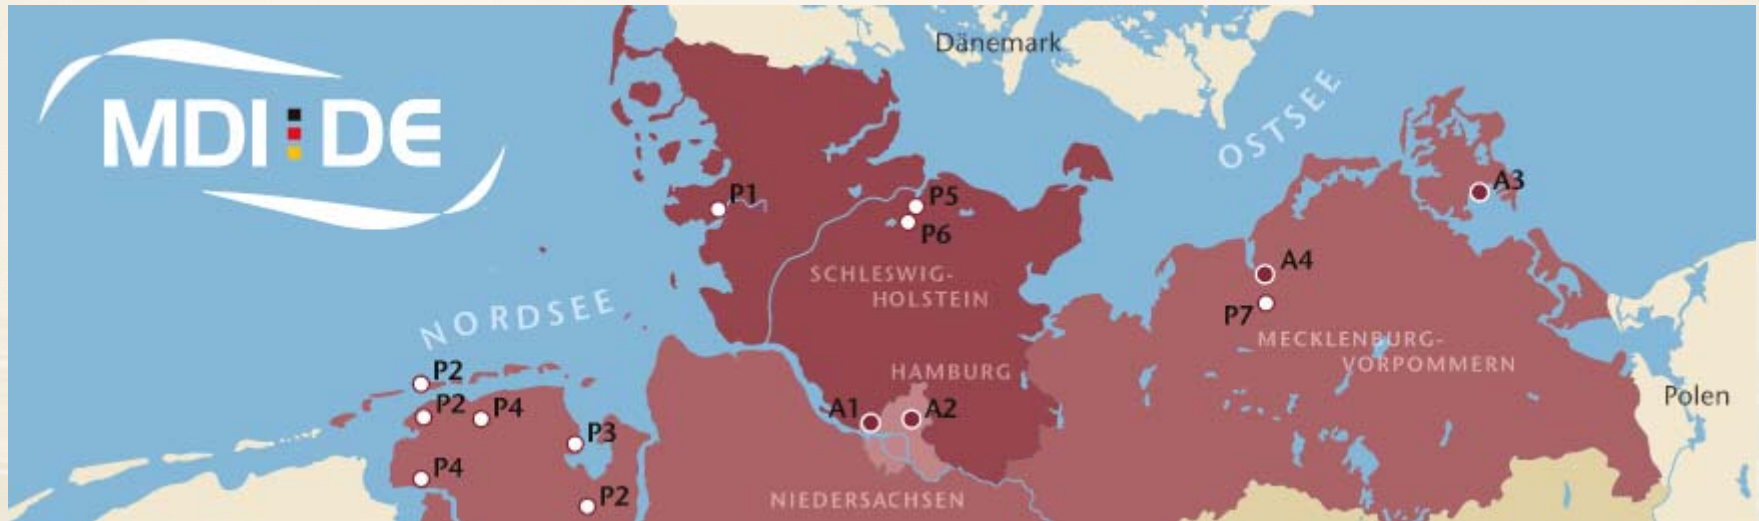 Dänemark
MDI:DE
OSTSEE
P1
P5
A3
P6
A4
SCHLESWIG-
HOLSTEIN
NORDSEE
P7
MECKLENBURG-
VORPOMMERN
P2
HAMBURG
Polen
P2
P4
A1
A2
P3
P4
P2
NIEDERSACHSEN